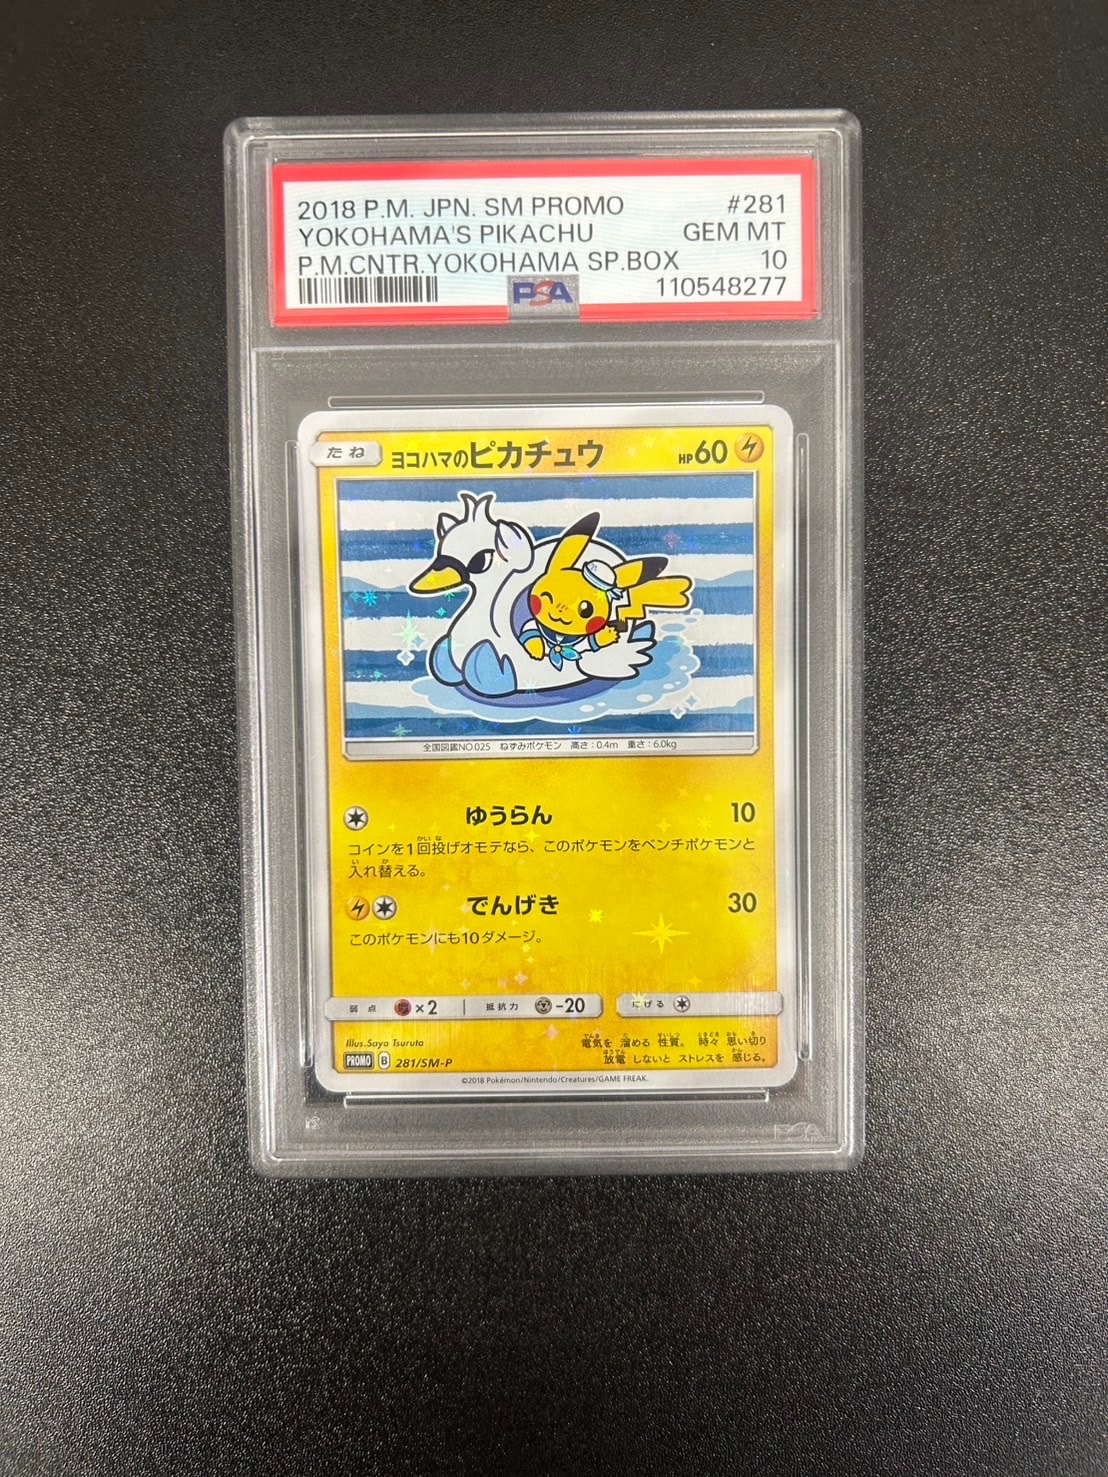 2018 P.M. JPN. SM PROMO #281
YOKOHAMA'S PIKACHU GEM MT
P.M.CNTR.YOKOHAMA SP.BOX 10
PSA 110548277
たね ヨコハマのピカチュウ HP60
全国図鑑NO.025 ねずみポケモン 高さ:0.4m 重さ:6.0kg
ゆうらん 10
コインを1回投げオモテなら、このポケモンをベンチポケモンと
入れ替える。
でんげき 30
このポケモンにも10ダメージ。
弱点 ×2 抵抗力 -20 にげる
Illus.Saya Tsuruta
電気を 溜める 性質。 時々 思い切り
放電 しないと ストレスを 感じる。
PROMO B 281/SM-P
©2018 Pokémon/Nintendo/Creatures/GAME FREAK.